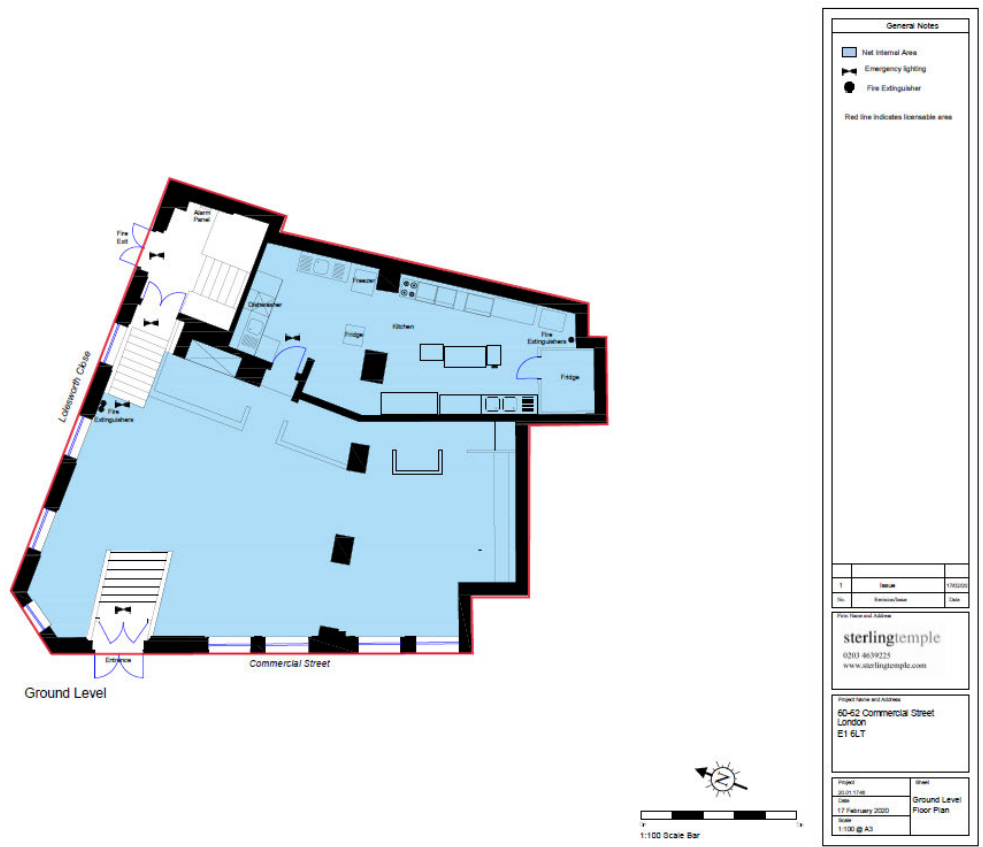 General Notes
Net Internal Area
Emergency lighting
Fire Extinguisher
Red line indicates licensable area
Alarm
Panel
Fire
Exit
Freezer
Dishwasher
Fridge
Kitchen
Fire
Extinguishers
Fridge
Lolesworth Close
Fire
Extinguishers
Entrance
Commercial Street
Ground Level
N
1:100 Scale Bar
1 Issue
No. Revision/Issue Date
Firm Name and Address
sterlingtemple
0203 4639225
www.sterlingtemple.com
Project Name and Address
60-62 Commercial Street
London
E1 6LT
Project
Sheet
Ground Level
Floor Plan
Date
17 February 2020
Scale
1:100 @ A3